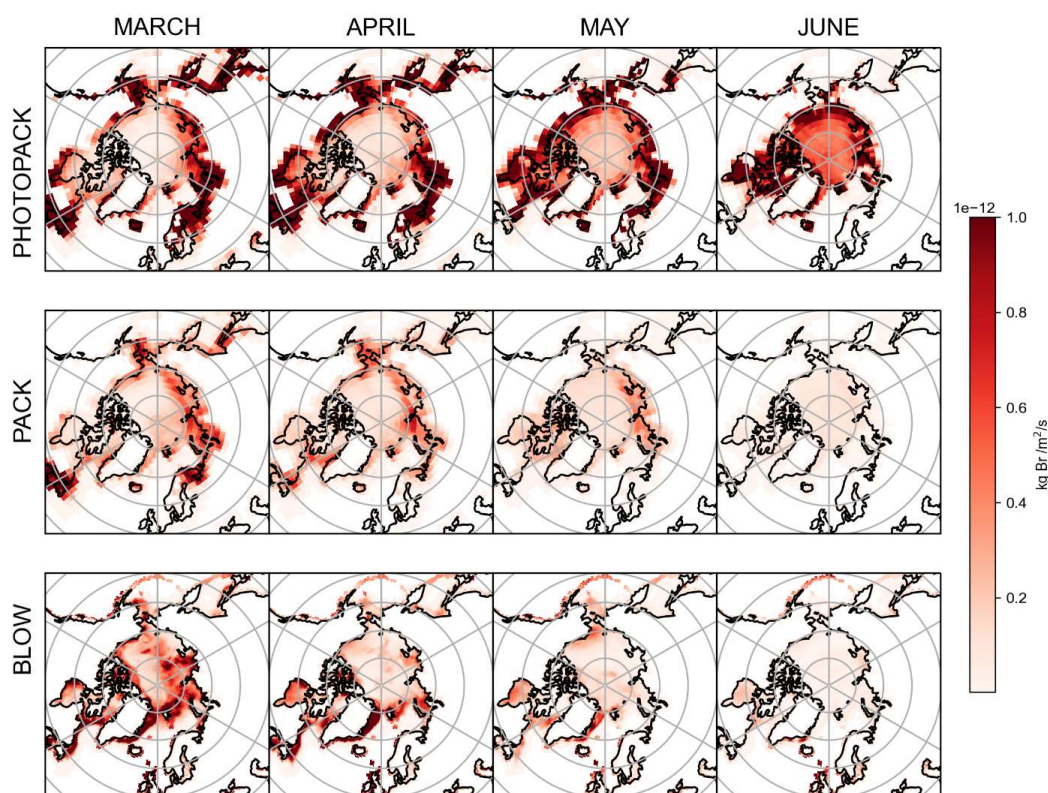 MARCH APRIL MAY JUNE
PHOTOPACK
PACK
BLOW
1e−12
1.0
0.8
0.6
0.4
0.2
kg Br /m²/s